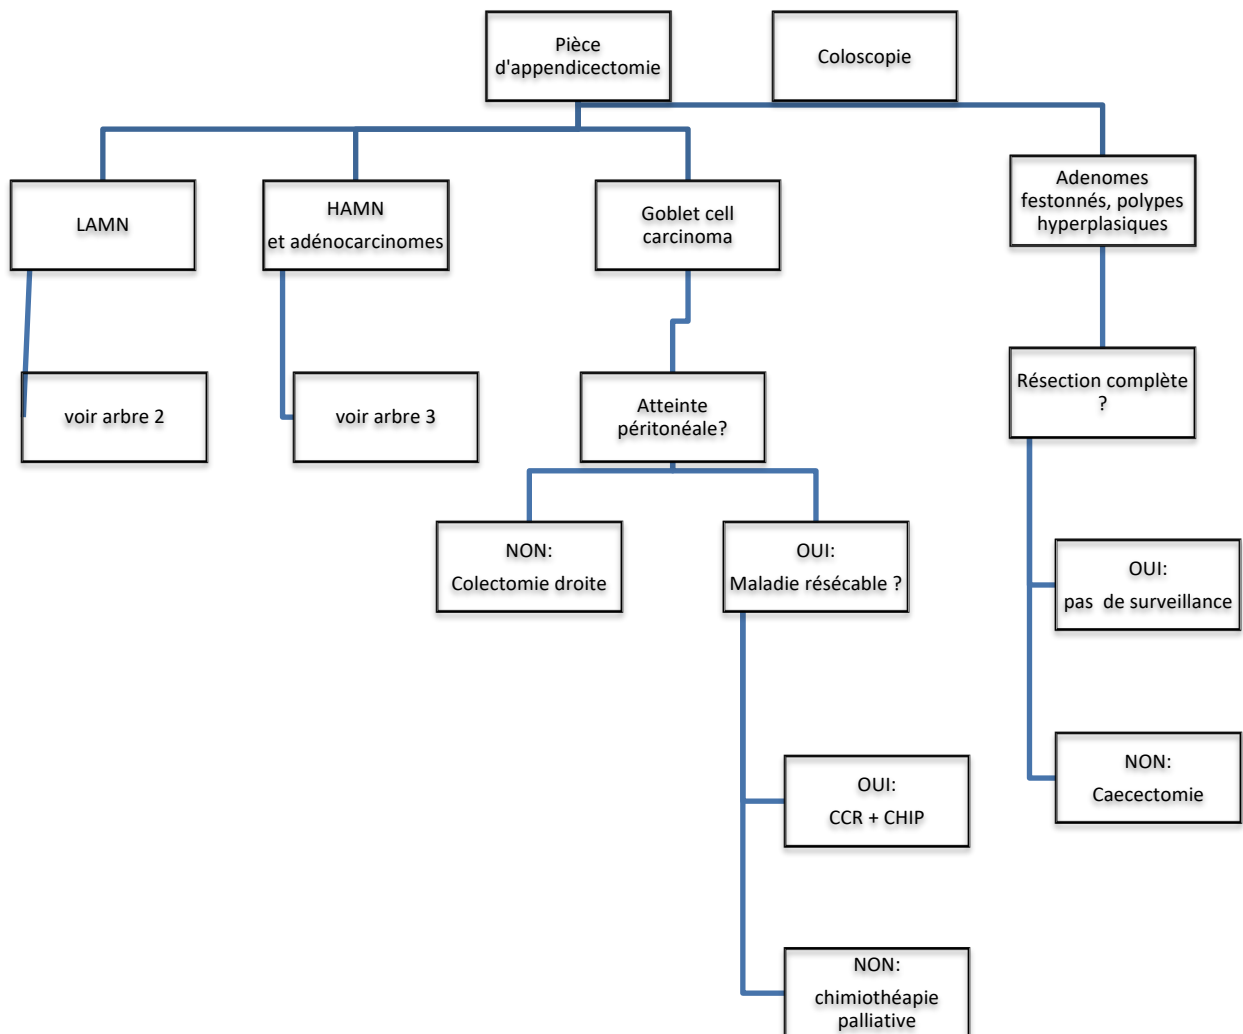 Pièce
d'appendicectomie
Coloscopie
LAMN
HAMN
et adénocarcinomes
Goblet cell
carcinoma
Adenomes
festonnés, polypes
hyperplasiques
voir arbre 2
voir arbre 3
Atteinte
péritonéale?
Résection complète
?
NON:
Colectomie droite
OUI:
Maladie résécable ?
OUI:
pas de surveillance
NON:
Caecectomie
OUI:
CCR + CHIP
NON:
chimiothéapie
palliative